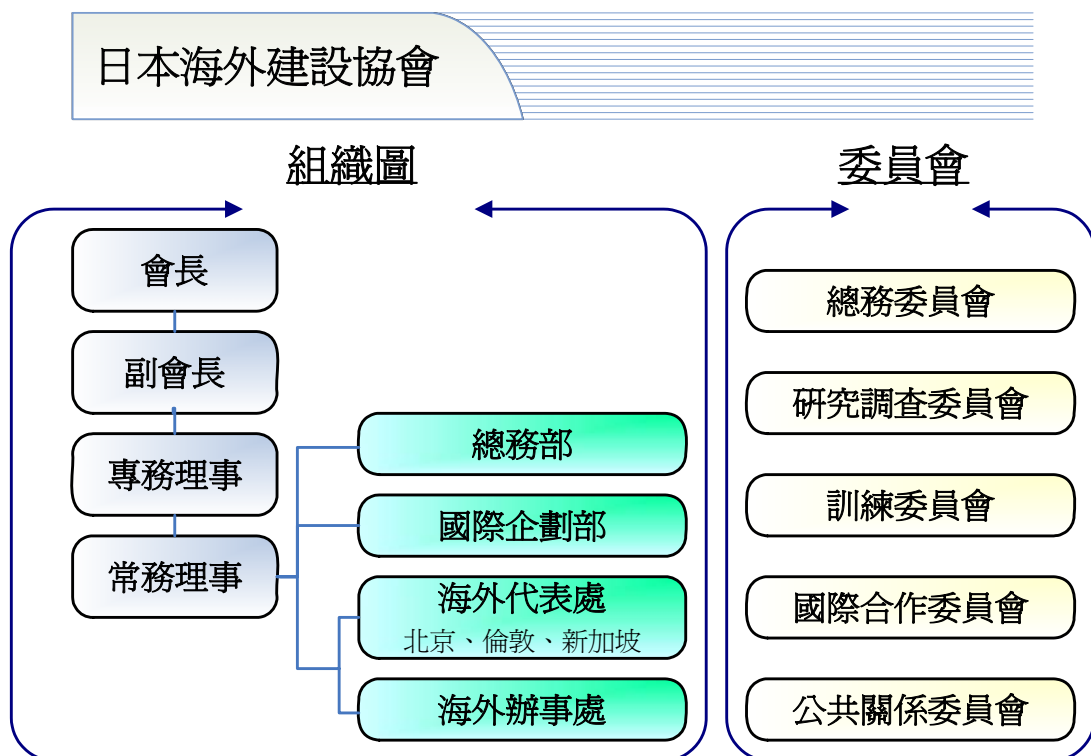 日本海外建設協會
組織圖
會長
副會長
專務理事
常務理事
總務部
國際企劃部
海外代表處
北京、倫敦、新加坡
海外辦事處
委員會
總務委員會
研究調查委員會
訓練委員會
國際合作委員會
公共關係委員會